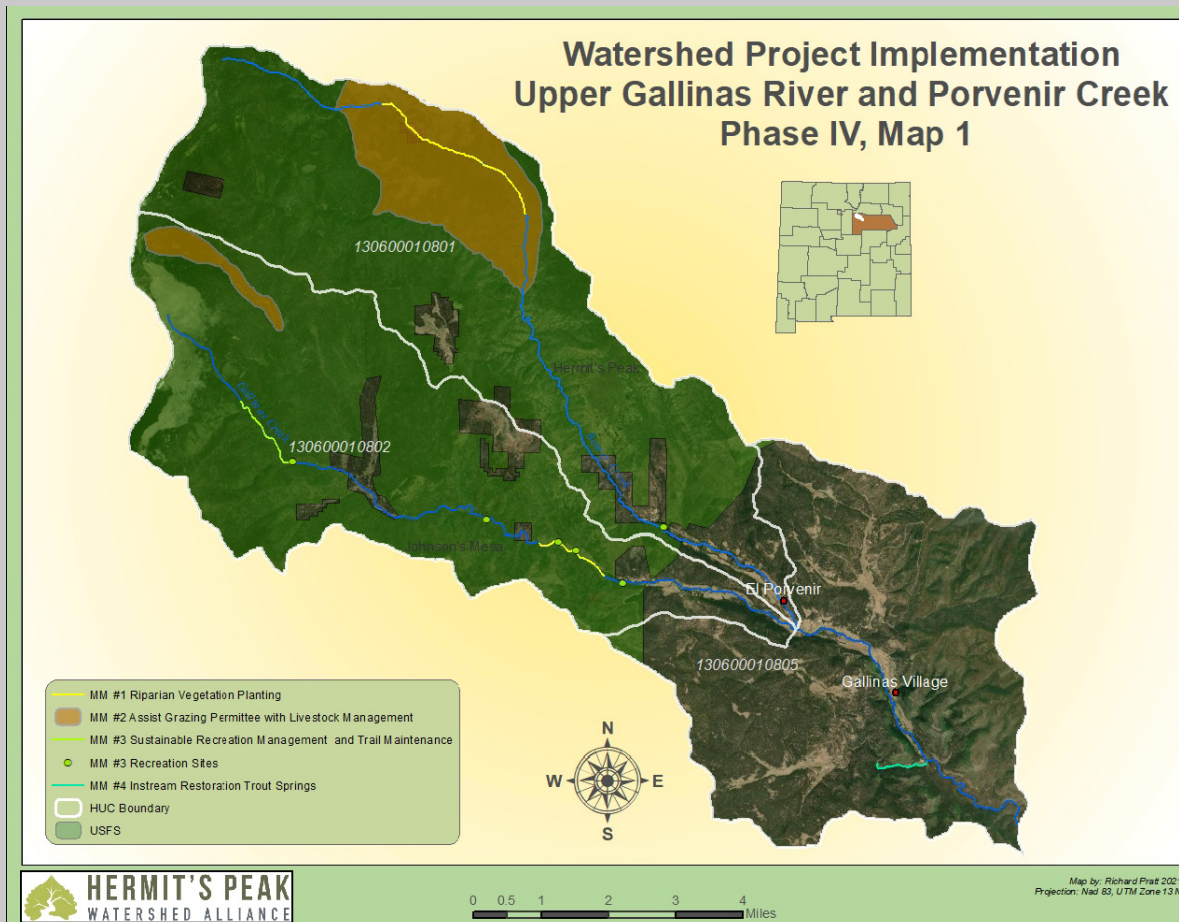 Watershed Project Implementation
Upper Gallinas River and Porvenir Creek
Phase IV, Map 1
130600010801
Hermit's Peak
130600010802
Johnson's Mesa
El Porvenir
130600010805
Gallinas Village
MM #1 Riparian Vegetation Planting
MM #2 Assist Grazing Permittee with Livestock Management
MM #3 Sustainable Recreation Management and Trail Maintenance
MM #3 Recreation Sites
MM #4 Instream Restoration Trout Springs
HUC Boundary
USFS
N
W E
S
HERMIT'S PEAK
WATERSHED ALLIANCE
0 0.5 1 2 3 4
Miles
Map by: Richard Pratt 2021
Projection: Nad 83, UTM Zone 13 N